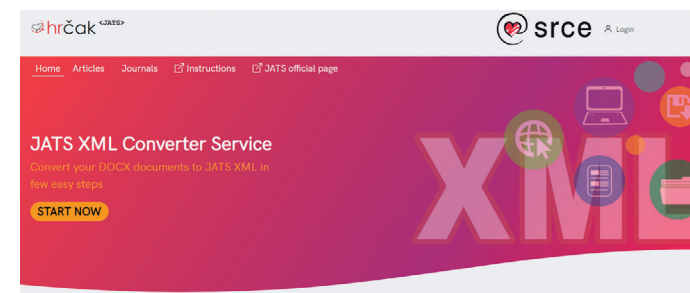 hrčak <JATS>
srce
Login
Home Articles Journals Instructions JATS official page
JATS XML Converter Service
Convert your DOCX documents to JATS XML in
few easy steps
START NOW
XML